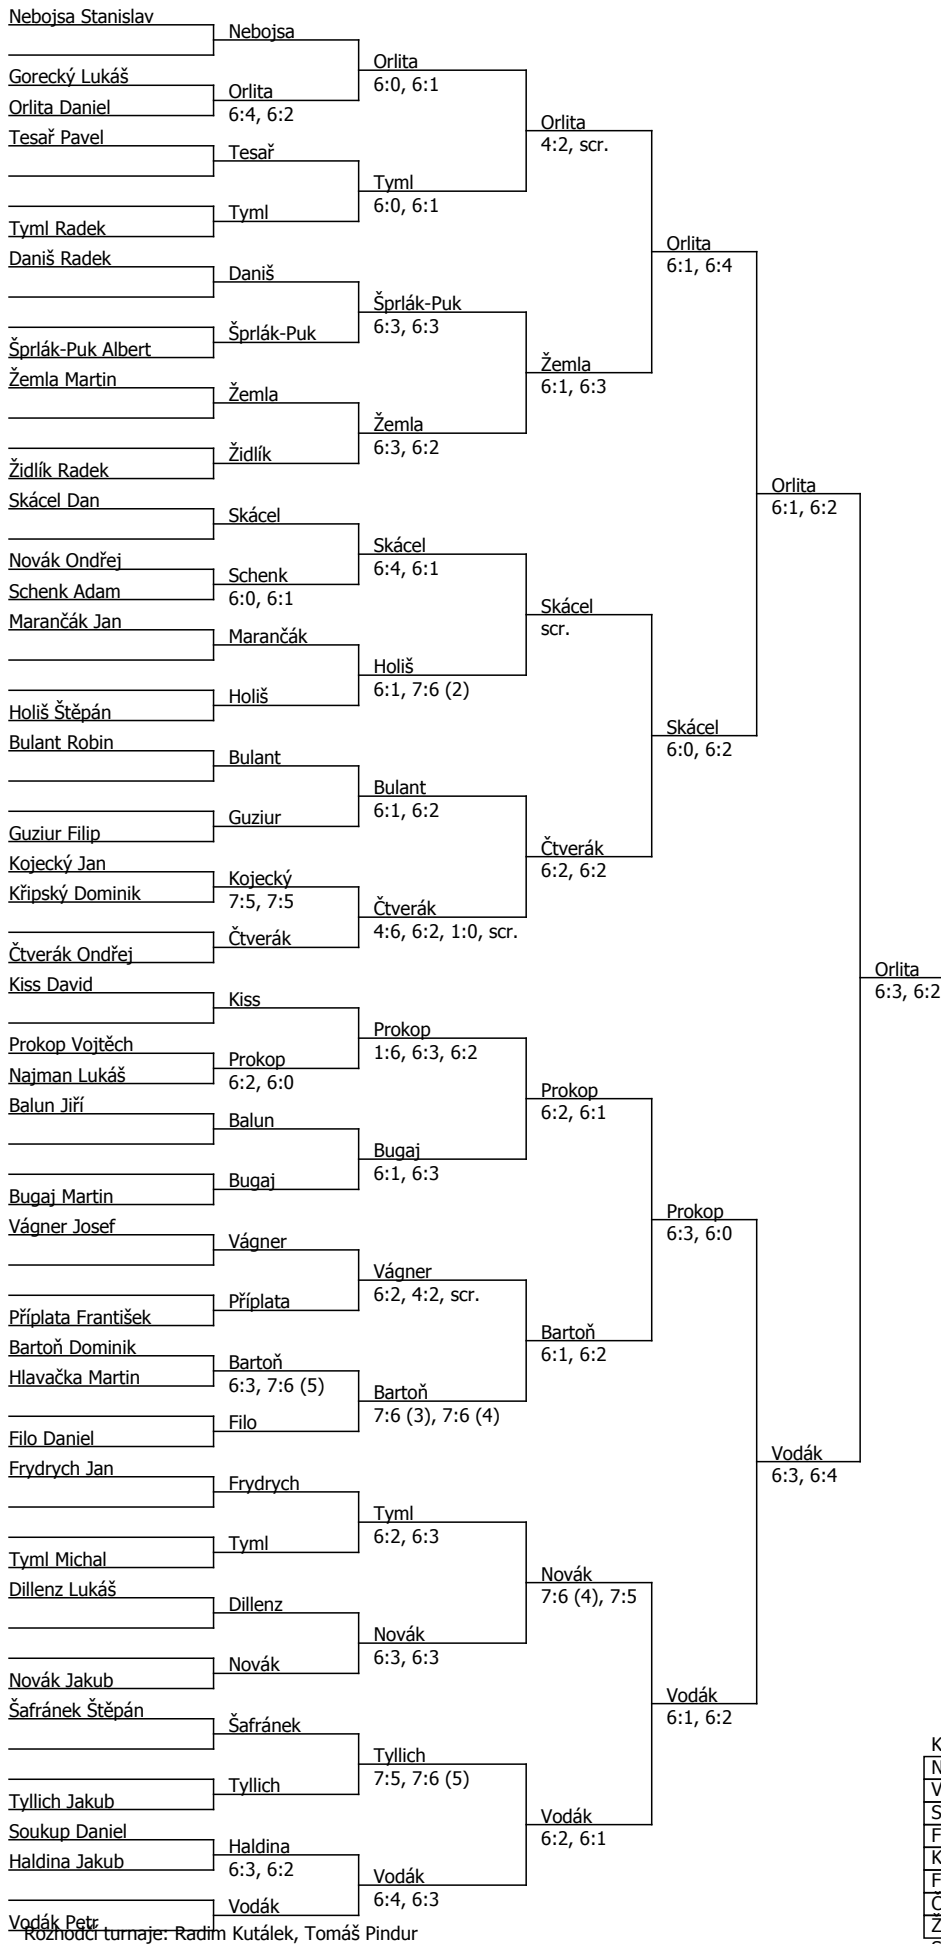 Nebojsa Stanislav
Nebojsa
Orlita
6:0, 6:1
Gorecký Lukáš
Orlita
6:4, 6:2
Orlita Daniel
Orlita
4:2, scr.
Tesař Pavel
Tesař
Tyml
6:0, 6:1
Tyml
Tyml Radek
Orlita
6:1, 6:4
Daniš Radek
Daniš
Šprlák-Puk
6:3, 6:3
Šprlák-Puk
Šprlák-Puk Albert
Žemla
6:1, 6:3
Žemla Martin
Žemla
Žemla
6:3, 6:2
Židlík
Židlík Radek
Orlita
6:1, 6:2
Skácel Dan
Skácel
Skácel
6:4, 6:1
Novák Ondřej
Schenk
6:0, 6:1
Schenk Adam
Skácel
scr.
Marančák Jan
Marančák
Holiš
6:1, 7:6 (2)
Holiš
Holiš Štěpán
Skácel
6:0, 6:2
Bulant Robin
Bulant
Bulant
6:1, 6:2
Guziur
Guziur Filip
Čtverák
6:2, 6:2
Kojecký Jan
Kojecký
7:5, 7:5
Křipský Dominik
Čtverák
4:6, 6:2, 1:0, scr.
Čtverák
Čtverák Ondřej
Orlita
6:3, 6:2
Kiss David
Kiss
Prokop
1:6, 6:3, 6:2
Prokop Vojtěch
Prokop
6:2, 6:0
Najman Lukáš
Prokop
6:2, 6:1
Balun Jiří
Balun
Bugaj
6:1, 6:3
Bugaj
Bugaj Martin
Prokop
6:3, 6:0
Vágner Josef
Vágner
Vágner
6:2, 4:2, scr.
Příplata
Příplata František
Bartoň
6:1, 6:2
Bartoň Dominik
Bartoň
6:3, 7:6 (5)
Hlavačka Martin
Bartoň
7:6 (3), 7:6 (4)
Filo
Filo Daniel
Vodák
6:3, 6:4
Frydrych Jan
Frydrych
Tyml
6:2, 6:3
Tyml
Tyml Michal
Novák
7:6 (4), 7:5
Dillenz Lukáš
Dillenz
Novák
6:3, 6:3
Novák
Novák Jakub
Vodák
6:1, 6:2
Šafránek Štěpán
Šafránek
Tyllich
7:5, 7:6 (5)
Tyllich
Tyllich Jakub
Vodák
6:2, 6:1
Soukup Daniel
Haldina
6:3, 6:2
Haldina Jakub
Vodák
6:4, 6:3
Vodák
Vodák Petr
Rozhodčí turnaje: Radim Kutálek, Tomáš Pindur
K
N
V
S
F
K
F
Č
Ž